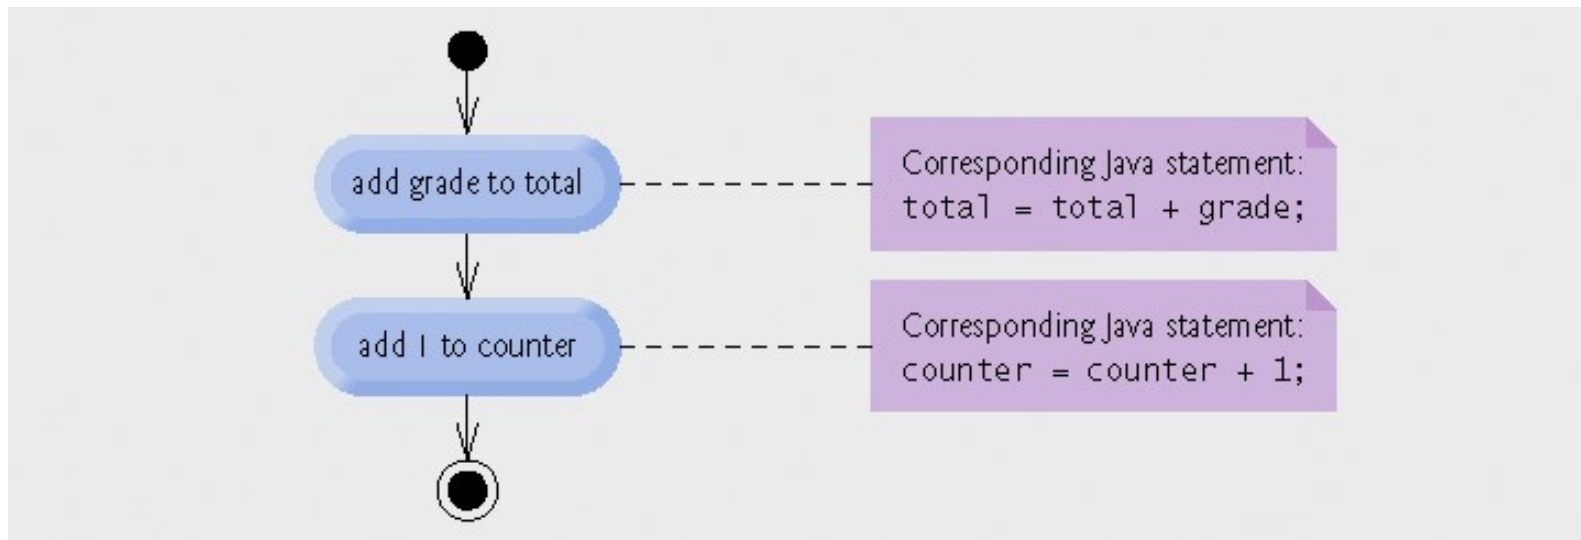 add grade to total
Corresponding Java statement:
total = total + grade;
add 1 to counter
Corresponding Java statement:
counter = counter + 1;